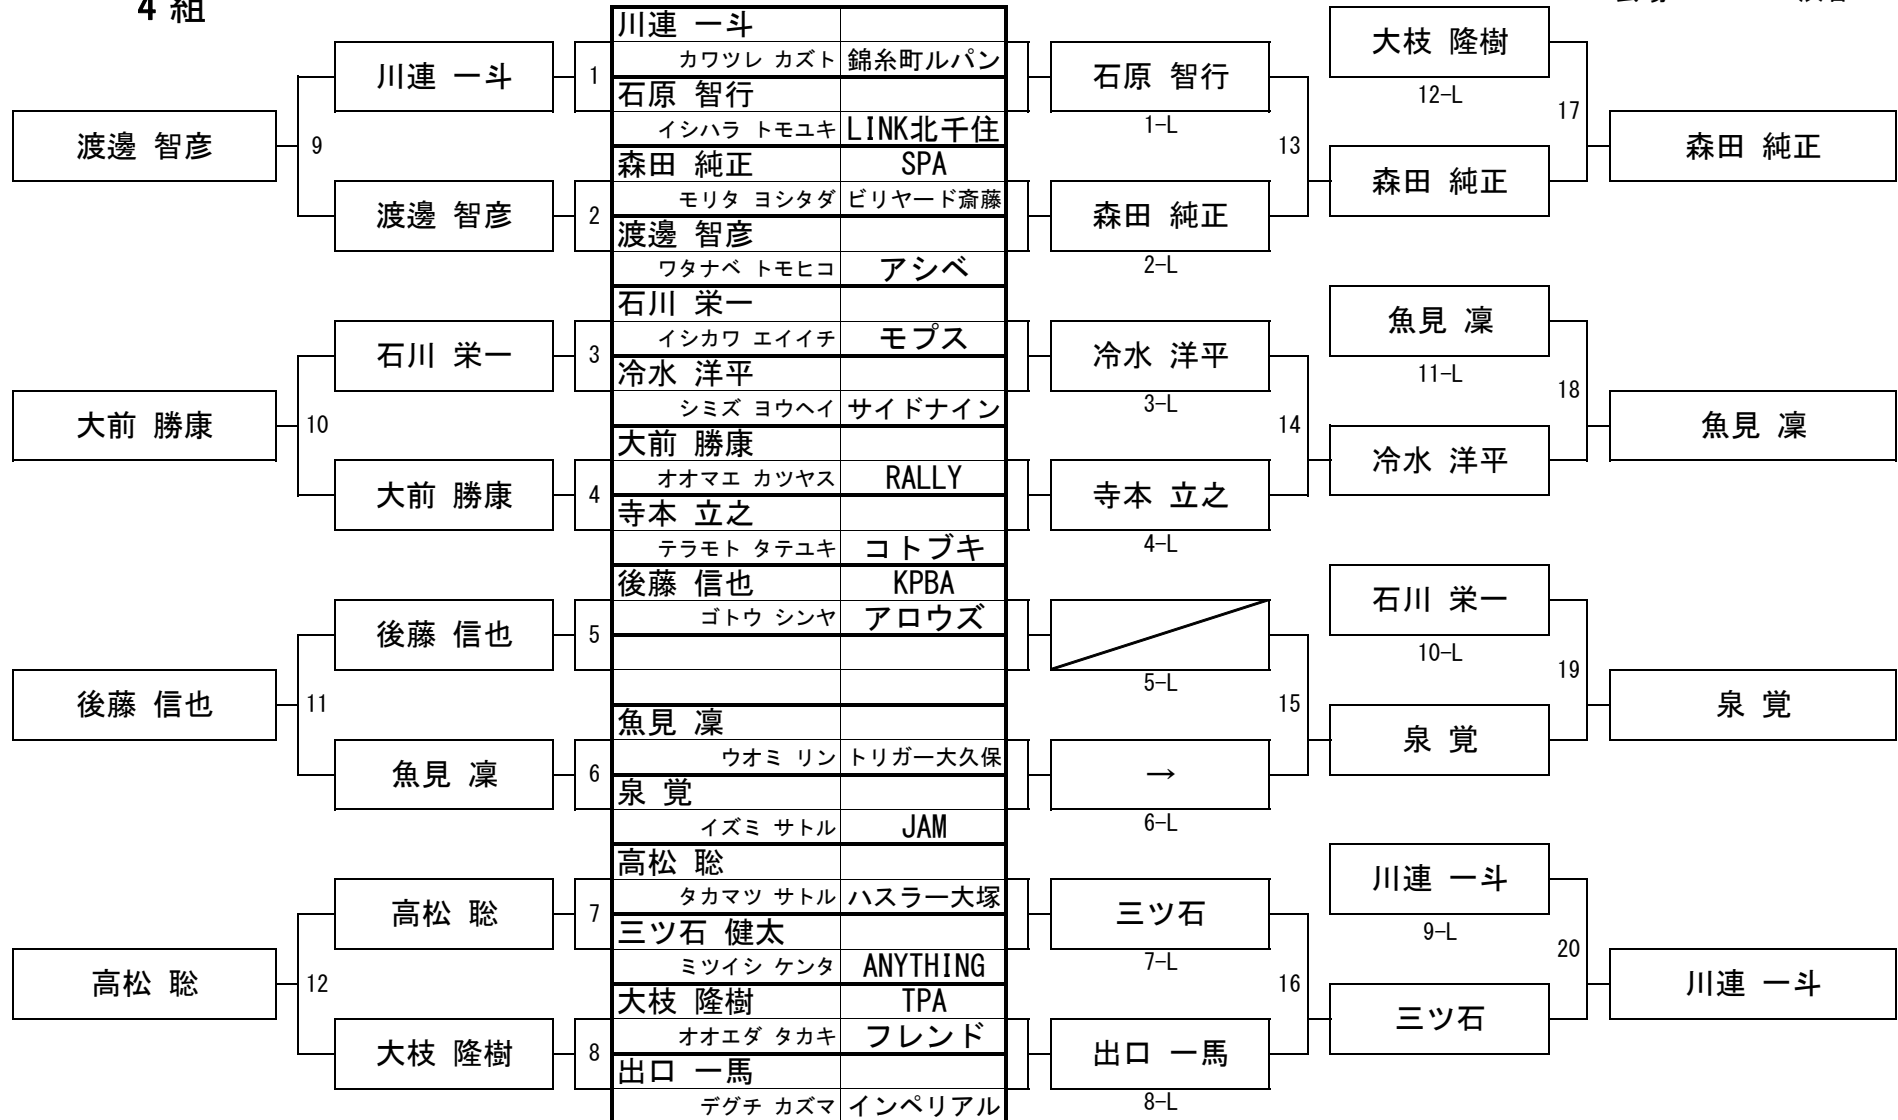 4 組
川連 一斗
カワツレ カズト 錦糸町ルパン
石原 智行
イシハラ トモユキ LINK北千住
森田 純正 SPA
モリタ ヨシタダ ビリヤード斎藤
渡邊 智彦
ワタナベ トモヒコ アシベ
石川 栄一
イシカワ エイイチ モプス
冷水 洋平
シミズ ヨウヘイ サイドナイン
大前 勝康
オオマエ カツヤス RALLY
寺本 立之
テラモト タテユキ コトブキ
後藤 信也 KPBA
ゴトウ シンヤ アロウズ
魚見 凜
ウオミ リン トリガー大久保
泉 覚
イズミ サトル JAM
高松 聡
タカマツ サトル ハスラー大塚
三ツ石 健太
ミツイシ ケンタ ANYTHING
大枝 隆樹 TPA
オオエダ タカキ フレンド
出口 一馬
デグチ カズマ インペリアル
川連 一斗
1
渡邊 智彦
2
石川 栄一
3
大前 勝康
4
後藤 信也
5
魚見 凜
6
高松 聡
7
大枝 隆樹
8
渡邊 智彦
9
大前 勝康
10
後藤 信也
11
高松 聡
12
石原 智行
1-L
森田 純正
2-L
冷水 洋平
3-L
寺本 立之
4-L
5-L
→
6-L
三ツ石
7-L
出口 一馬
8-L
13
14
15
16
大枝 隆樹
12-L
森田 純正
魚見 凜
11-L
冷水 洋平
石川 栄一
10-L
泉 覚
川連 一斗
9-L
三ツ石
17
森田 純正
18
魚見 凜
19
泉 覚
20
川連 一斗